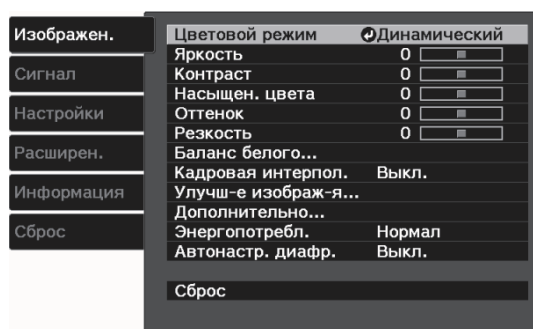 Изображен.
Сигнал
Настройки
Расширен.
Информация
Сброс
Цветовой режим Динамический
Яркость 0
Контраст 0
Насыщен. цвета 0
Оттенок 0
Резкость 0
Баланс белого...
Кадровая интерпол. Выкл.
Улучш-е изображ-я...
Дополнительно...
Энергопотребл. Нормал
Автонастр. диафр. Выкл.
Сброс